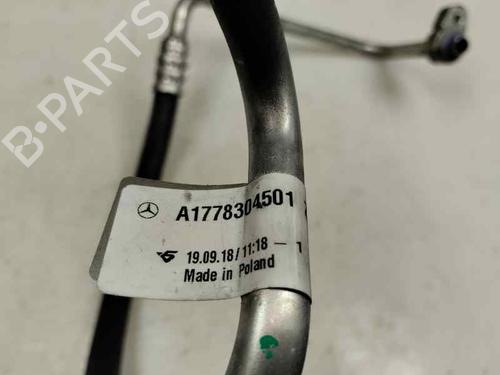 B-PARTS
A1778304501
19.09.18/11:18 - 1
Made in Poland